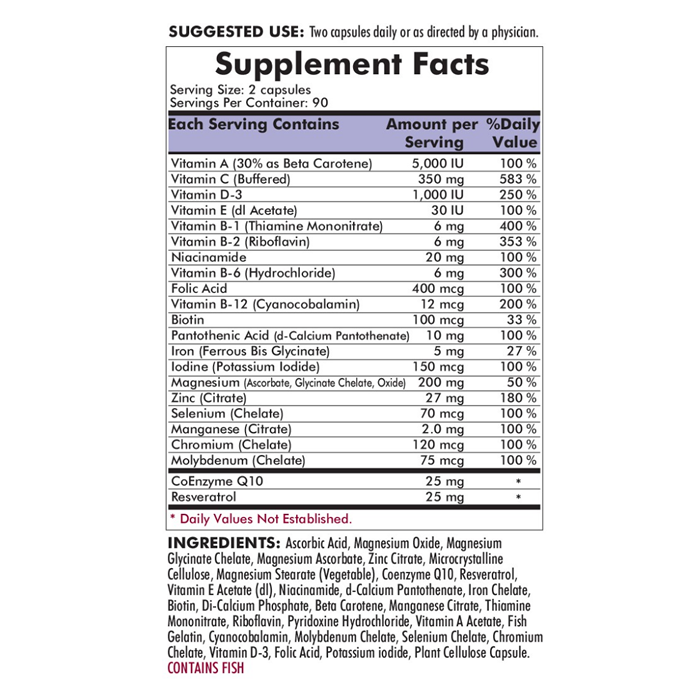 SUGGESTED USE: Two capsules daily or as directed by a physician.
Supplement Facts
Serving Size: 2 capsules
Servings Per Container: 90
Each Serving Contains Amount per Serving %Daily Value
Vitamin A (30% as Beta Carotene) 5,000 IU 100 %
Vitamin C (Buffered) 350 mg 583 %
Vitamin D-3 1,000 IU 250 %
Vitamin E (dl Acetate) 30 IU 100 %
Vitamin B-1 (Thiamine Mononitrate) 6 mg 400 %
Vitamin B-2 (Riboflavin) 6 mg 353 %
Niacinamide 20 mg 100 %
Vitamin B-6 (Hydrochloride) 6 mg 300 %
Folic Acid 400 mcg 100 %
Vitamin B-12 (Cyanocobalamin) 12 mcg 200 %
Biotin 100 mcg 33 %
Pantothenic Acid (d-Calcium Pantothenate) 10 mg 100 %
Iron (Ferrous Bis Glycinate) 5 mg 27 %
Iodine (Potassium Iodide) 150 mcg 100 %
Magnesium (Ascorbate, Glycinate Chelate, Oxide) 200 mg 50 %
Zinc (Citrate) 27 mg 180 %
Selenium (Chelate) 70 mcg 100 %
Manganese (Citrate) 2.0 mg 100 %
Chromium (Chelate) 120 mcg 100 %
Molybdenum (Chelate) 75 mcg 100 %
CoEnzyme Q10 25 mg *
Resveratrol 25 mg *
* Daily Values Not Established.
INGREDIENTS: Ascorbic Acid, Magnesium Oxide, Magnesium
Glycinate Chelate, Magnesium Ascorbate, Zinc Citrate, Microcrystalline
Cellulose, Magnesium Stearate (Vegetable), Coenzyme Q10, Resveratrol,
Vitamin E Acetate (dl), Niacinamide, d-Calcium Pantothenate, Iron Chelate,
Biotin, Di-Calcium Phosphate, Beta Carotene, Manganese Citrate, Thiamine
Mononitrate, Riboflavin, Pyridoxine Hydrochloride, Vitamin A Acetate, Fish
Gelatin, Cyanocobalamin, Molybdenum Chelate, Selenium Chelate, Chromium
Chelate, Vitamin D-3, Folic Acid, Potassium iodide, Plant Cellulose Capsule.
CONTAINS FISH